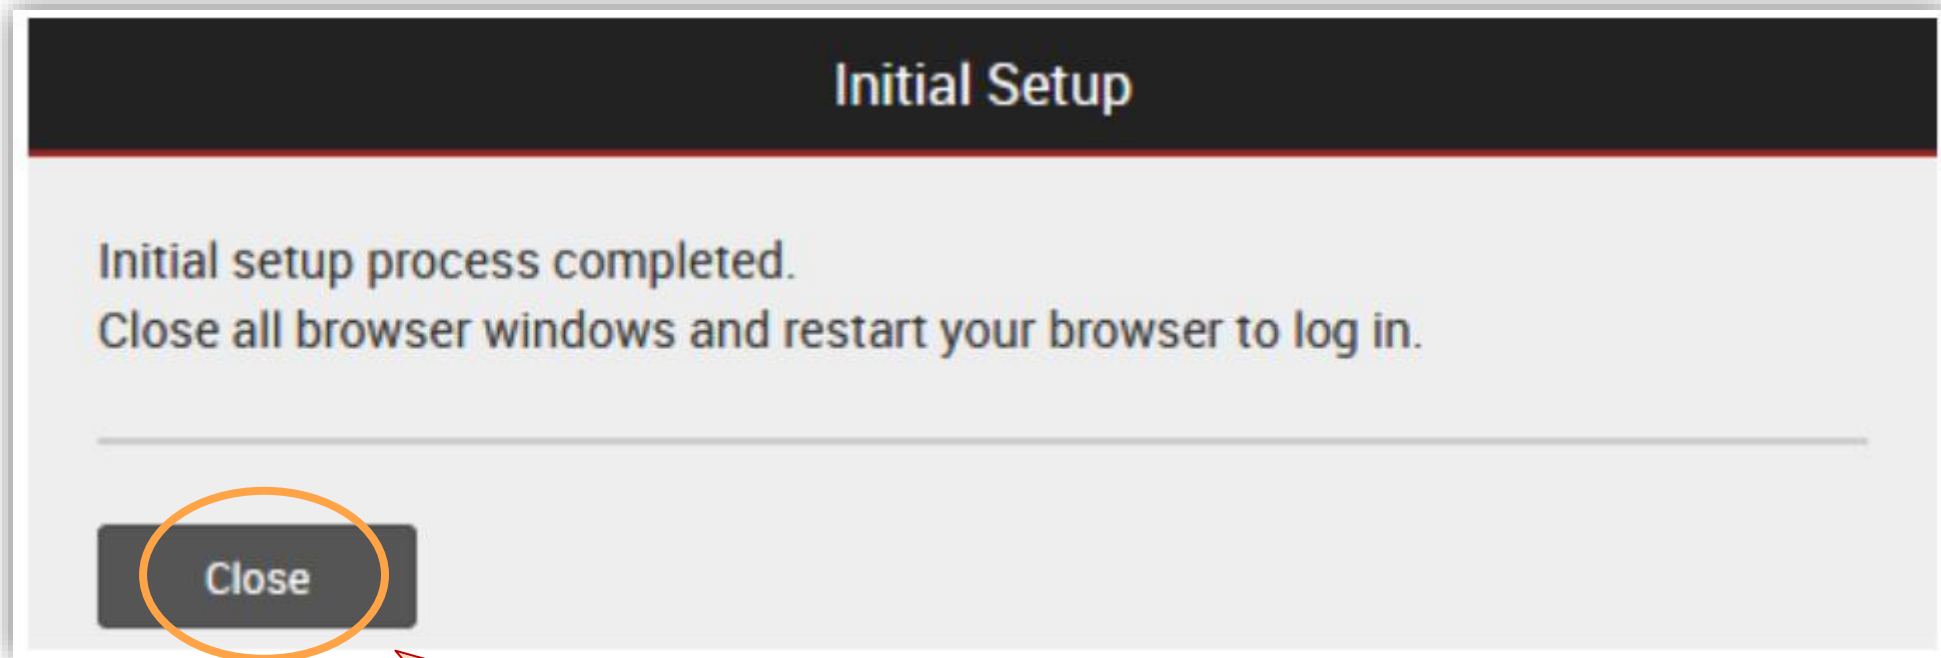 Initial Setup
Initial setup process completed.
Close all browser windows and restart your browser to log in.
Close